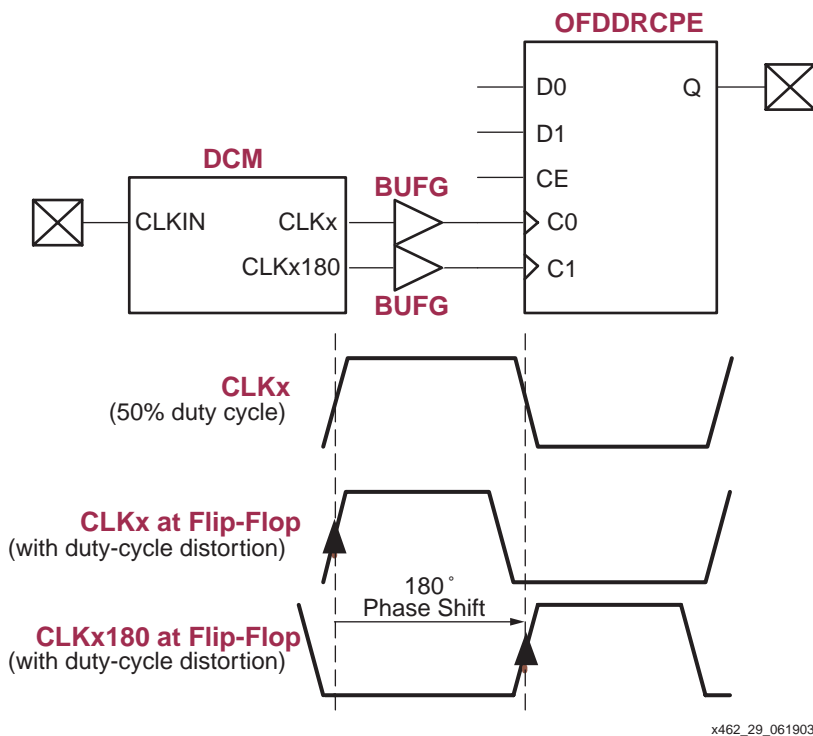 OFDDRCPE
D0
Q
D1
DCM
CE
BUFG
CLKIN
CLKx
C0
CLKx180
C1
BUFG
CLKx
(50% duty cycle)
CLKx at Flip-Flop
(with duty-cycle distortion)
180°
Phase Shift
CLKx180 at Flip-Flop
(with duty-cycle distortion)
x462_29_061903